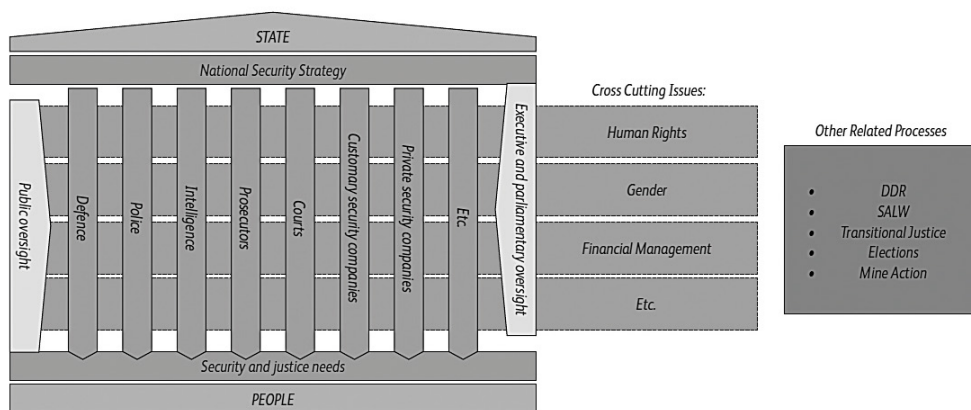 STATE
National Security Strategy
Public oversight
Defence
Police
Intelligence
Prosecutors
Courts
Customary security companies
Private security companies
Etc.
Executive and parliamentary oversight
Cross Cutting Issues:
Human Rights
Gender
Financial Management
Etc.
Other Related Processes
• DDR
• SALW
• Transitional Justice
• Elections
• Mine Action
Security and justice needs
PEOPLE